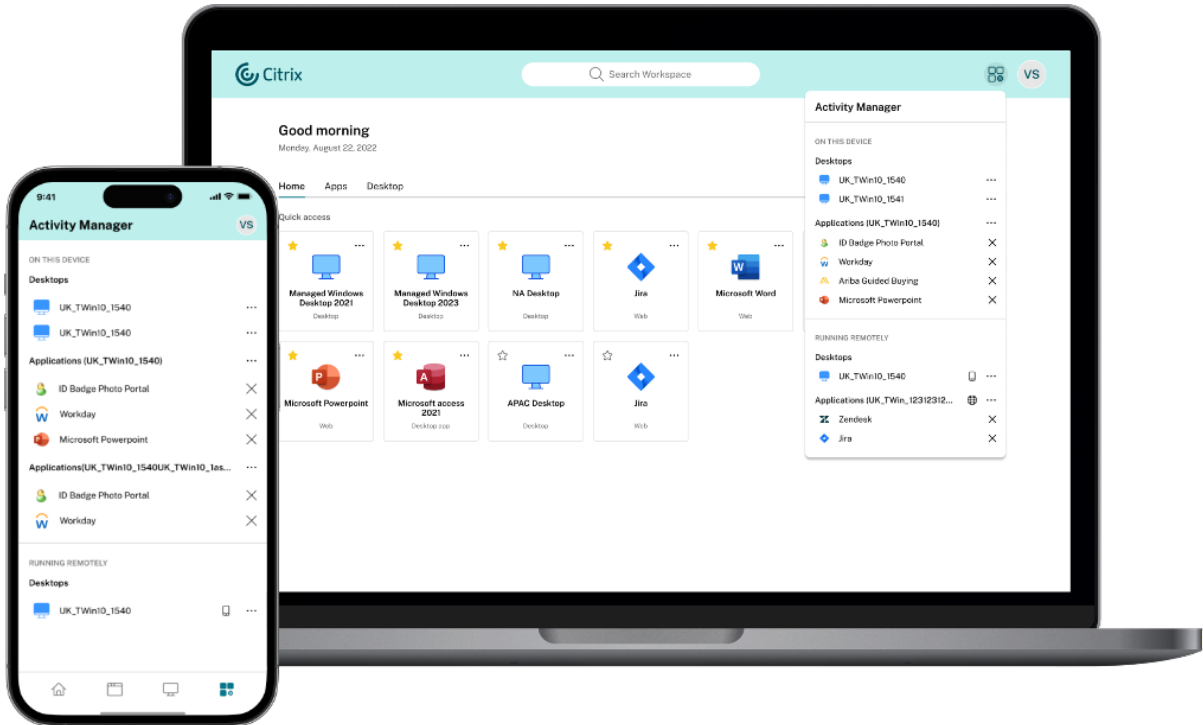 Citrix
Search Workspace
VS
Activity Manager
Good morning
Monday, August 22, 2022
Home Apps Desktop
Quick access
Managed Windows
Desktop 2021
Desktop
Managed Windows
Desktop 2023
Desktop
NA Desktop
Desktop
Jira
Web
W
Microsoft Word
Web
P
Microsoft Powerpoint
Web
A
Microsoft access
2021
Desktop app
APAC Desktop
Desktop
Jira
Web
ON THIS DEVICE
Desktops
UK_TWin10_1540 ...
UK_TWin10_1541 ...
Applications (UK_TWin10_1540) ...
ID Badge Photo Portal
Workday
Ariba Guided Buying
Microsoft Powerpoint
RUNNING REMOTELY
Desktops
UK_TWin10_1540 ...
Applications (UK_TWin_12312312... ...
Zendesk
Jira
9:41
Activity Manager VS
ON THIS DEVICE
Desktops
UK_TWin10_1540 ...
UK_TWin10_1540 ...
Applications (UK_TWin10_1540) ...
ID Badge Photo Portal
Workday
Microsoft Powerpoint
Applications(UK_TWin10_1540UK_TWin10_1as... ...
ID Badge Photo Portal
Workday
RUNNING REMOTELY
Desktops
UK_TWin10_1540 ...